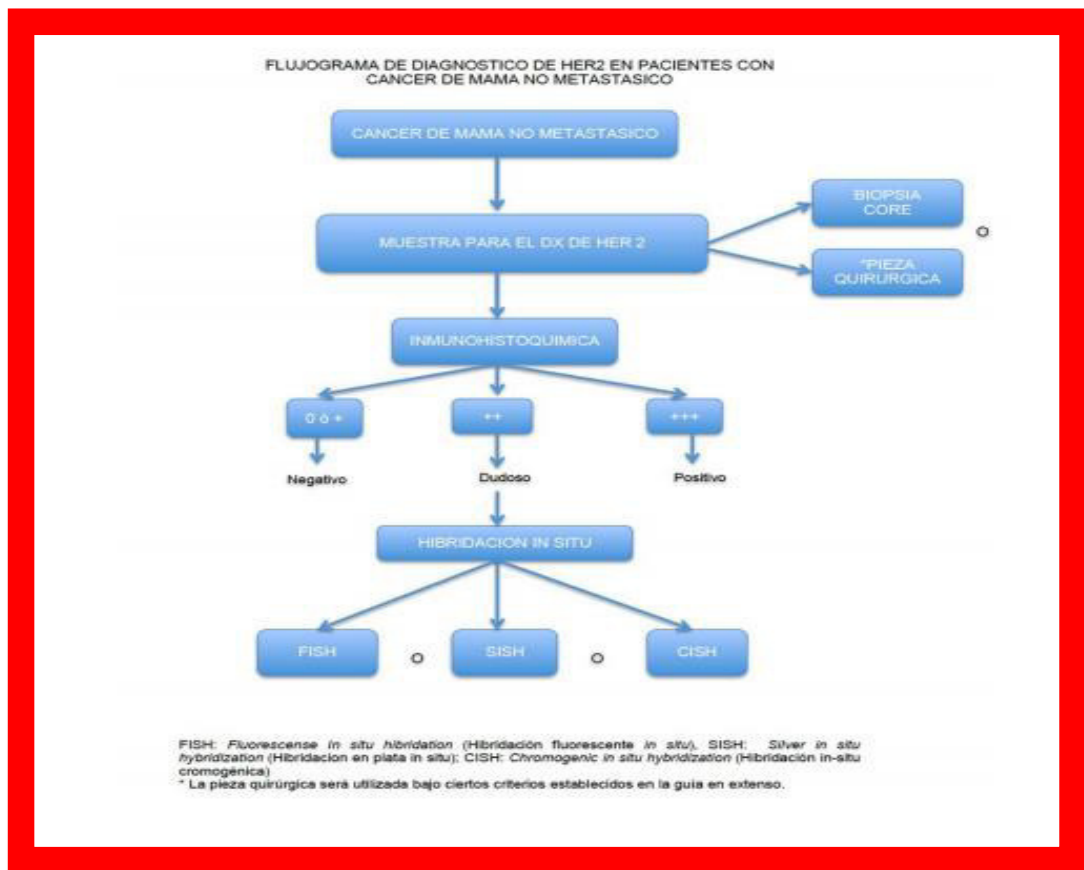 FLUJOGRAMA DE DIAGNOSTICO DE HER2 EN PACIENTES CON
CANCER DE MAMA NO METASTASICO
CANCER DE MAMA NO METASTASICO
MUESTRA PARA EL DX DE HER 2
BIOPSIA
CORE
O
*PIEZA
QUIRURGICA
INMUNOHISTOQUIMICA
0 ó +
++
+++
Negativo
Dudoso
Positivo
HIBRIDACION IN SITU
FISH
O
SISH
O
CISH
FISH: Fluorescense in situ hibridation (Hibridación fluorescente in situ), SISH: Silver in situ
hybridization (Hibridacion en plata in situ); CISH: Chromogenic in situ hybridization (Hibridación in-situ
cromogénica)
* La pieza quirúrgica será utilizada bajo ciertos criterios establecidos en la guía en extenso.